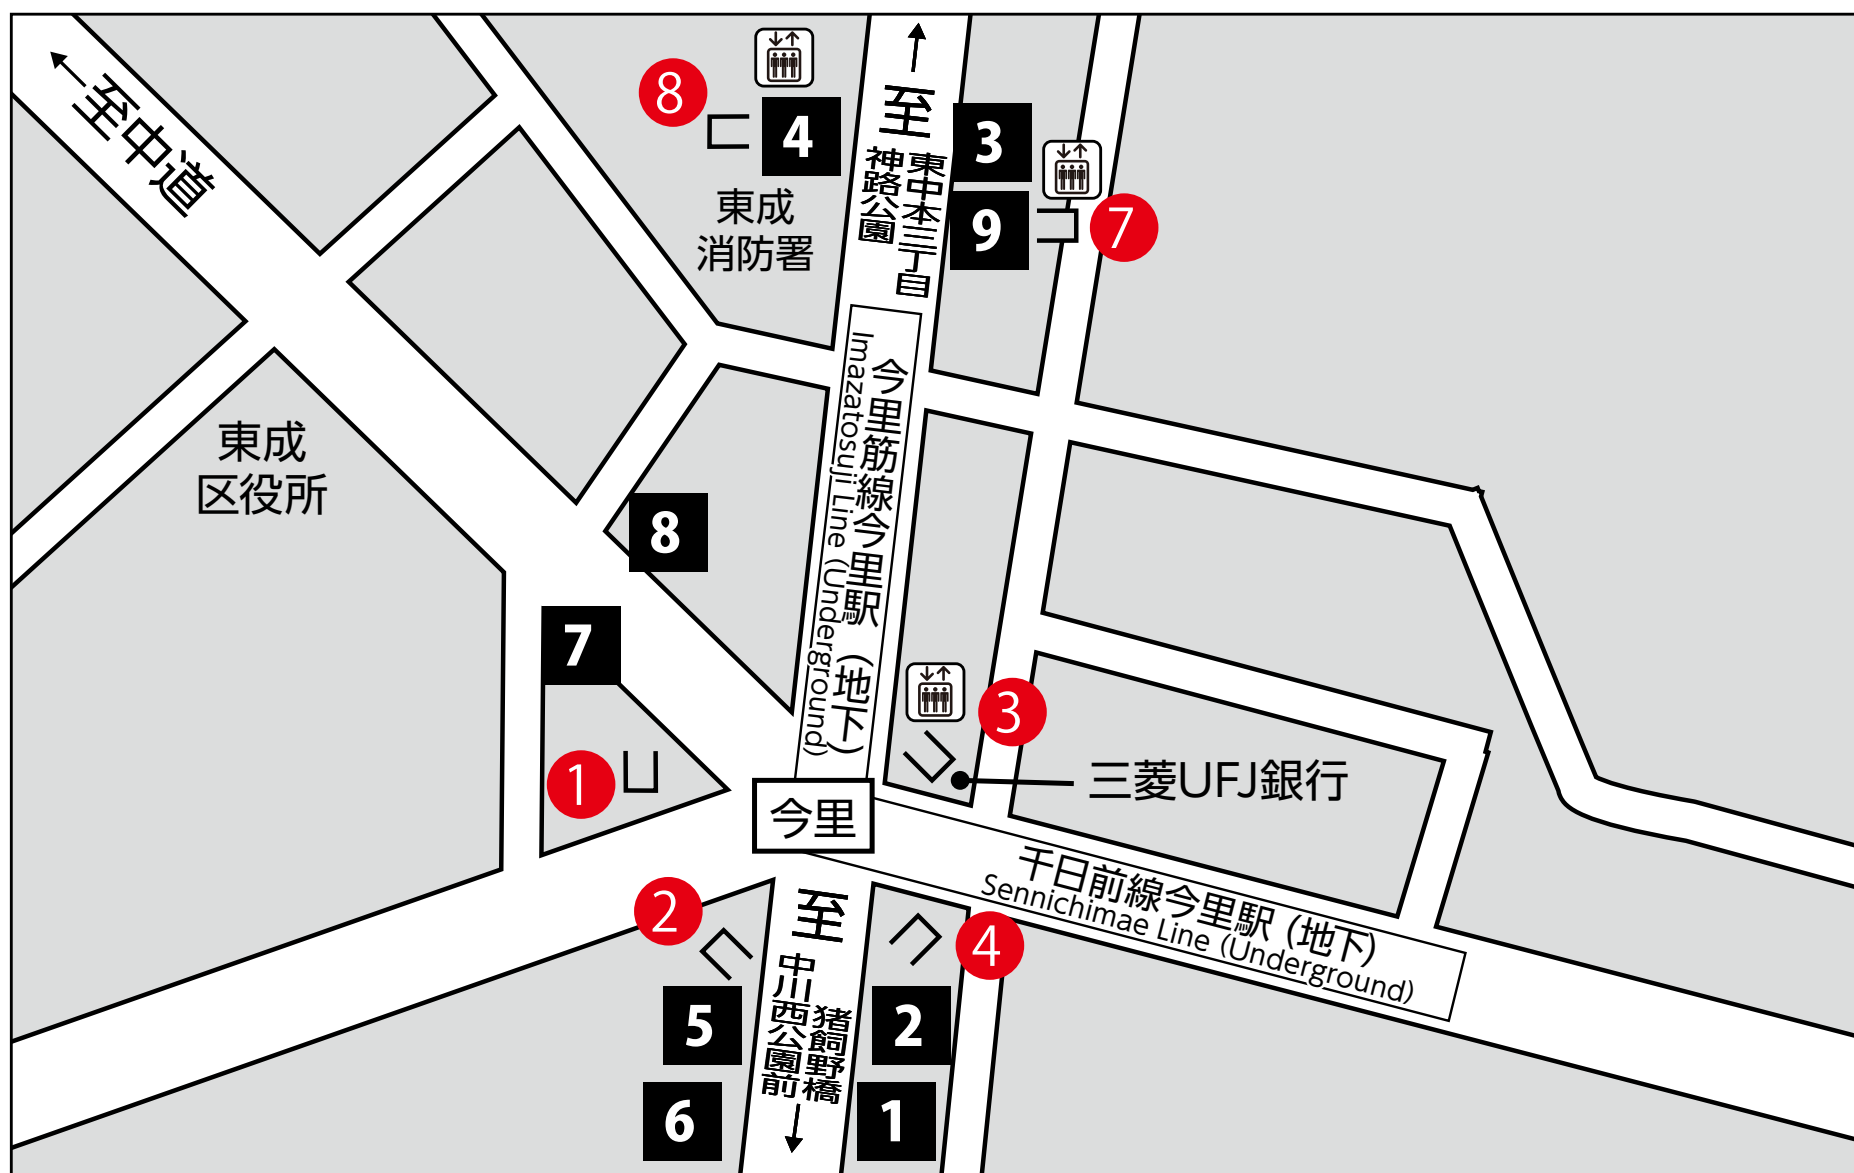 至中道
8
4
至
東中本三丁目
神路公園
3
9
7
東成
消防署
今里筋線今里駅（地下）
Imazatosuji Line (Underground)
東成
区役所
8
7
1
3
三菱UFJ銀行
今里
千日前線今里駅（地下）
Sennichimae Line (Underground)
2
至
猪飼野橋
中川西公園前
4
5
2
6
1